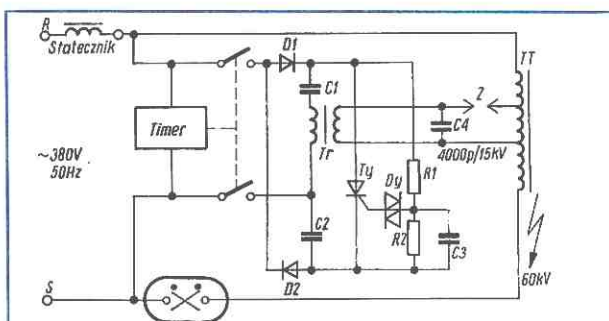 R
Statecznik
D1
TT
C1
Z
Timer
Tr
C4
4000p/15kV
~380V
50Hz
Ty
Dy
R1
C2
R2
C3
D2
60kV
S